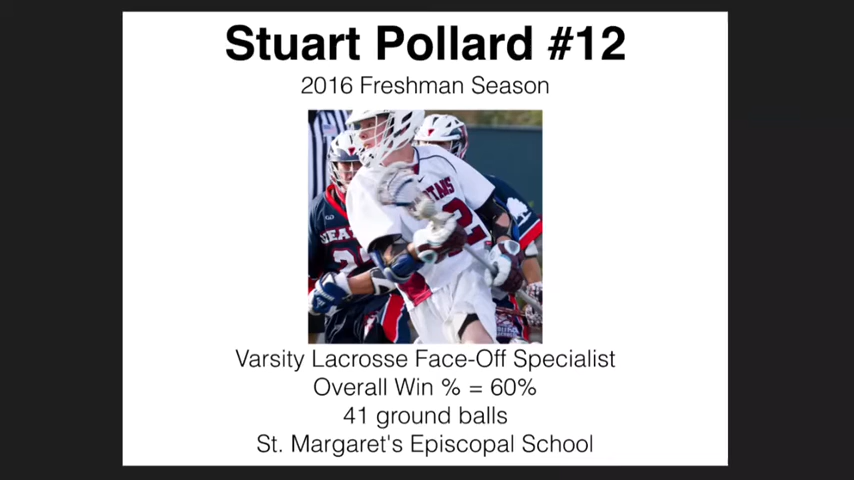 Stuart Pollard #12
2016 Freshman Season
Varsity Lacrosse Face-Off Specialist
Overall Win % = 60%
41 ground balls
St. Margaret's Episcopal School